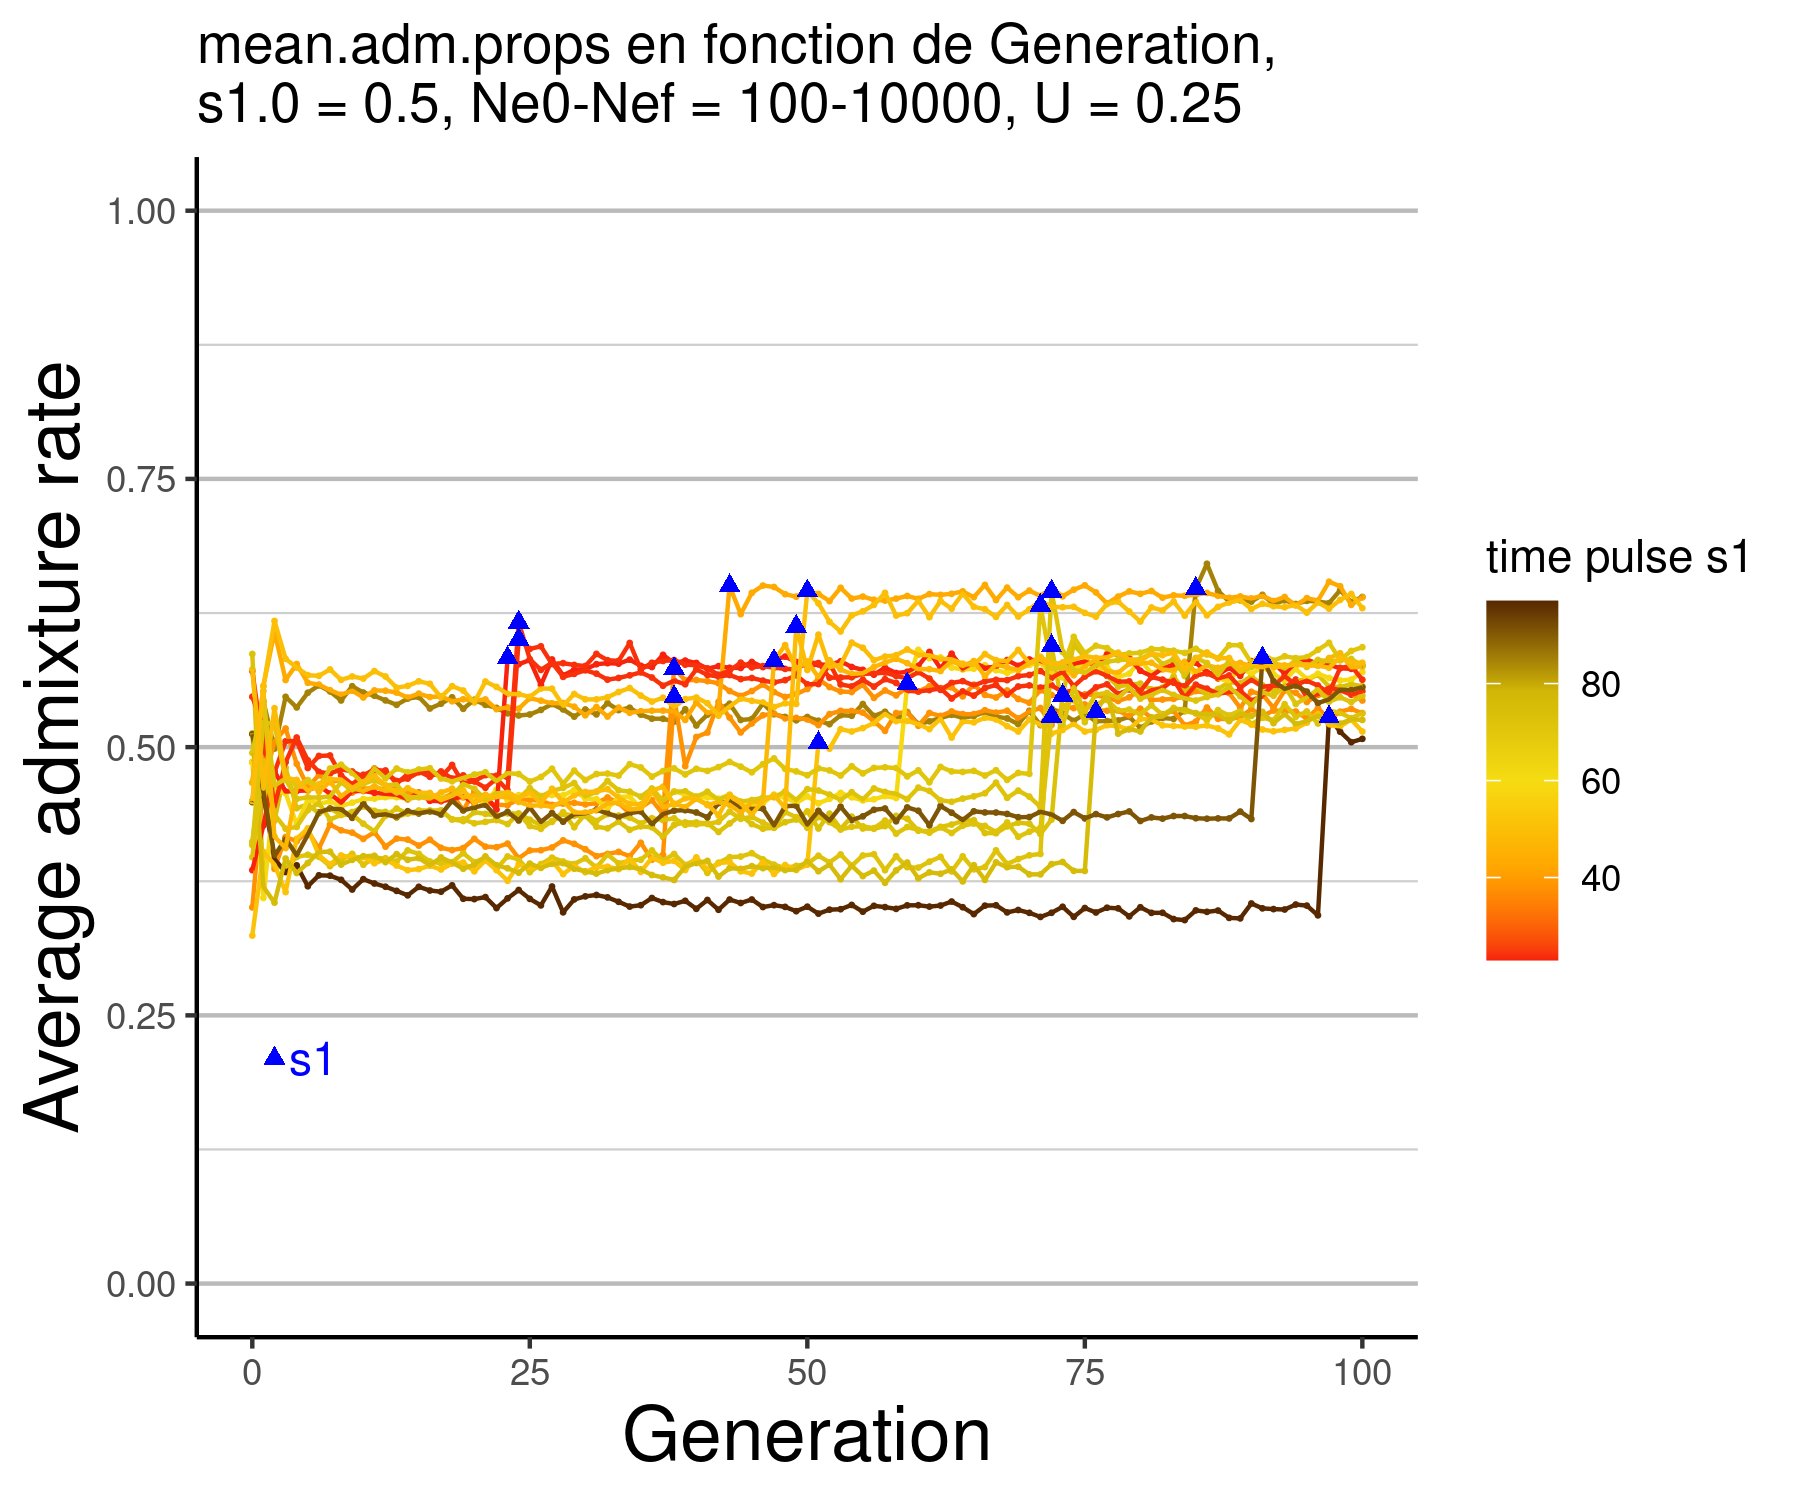 mean.adm.props en fonction de Generation,
s1.0 = 0.5, Ne0-Nef = 100-10000, U = 0.25
Average admixture rate
1.00
0.75
0.50
0.25
0.00
s1
0
25
50
75
100
Generation
time pulse s1
80
60
40